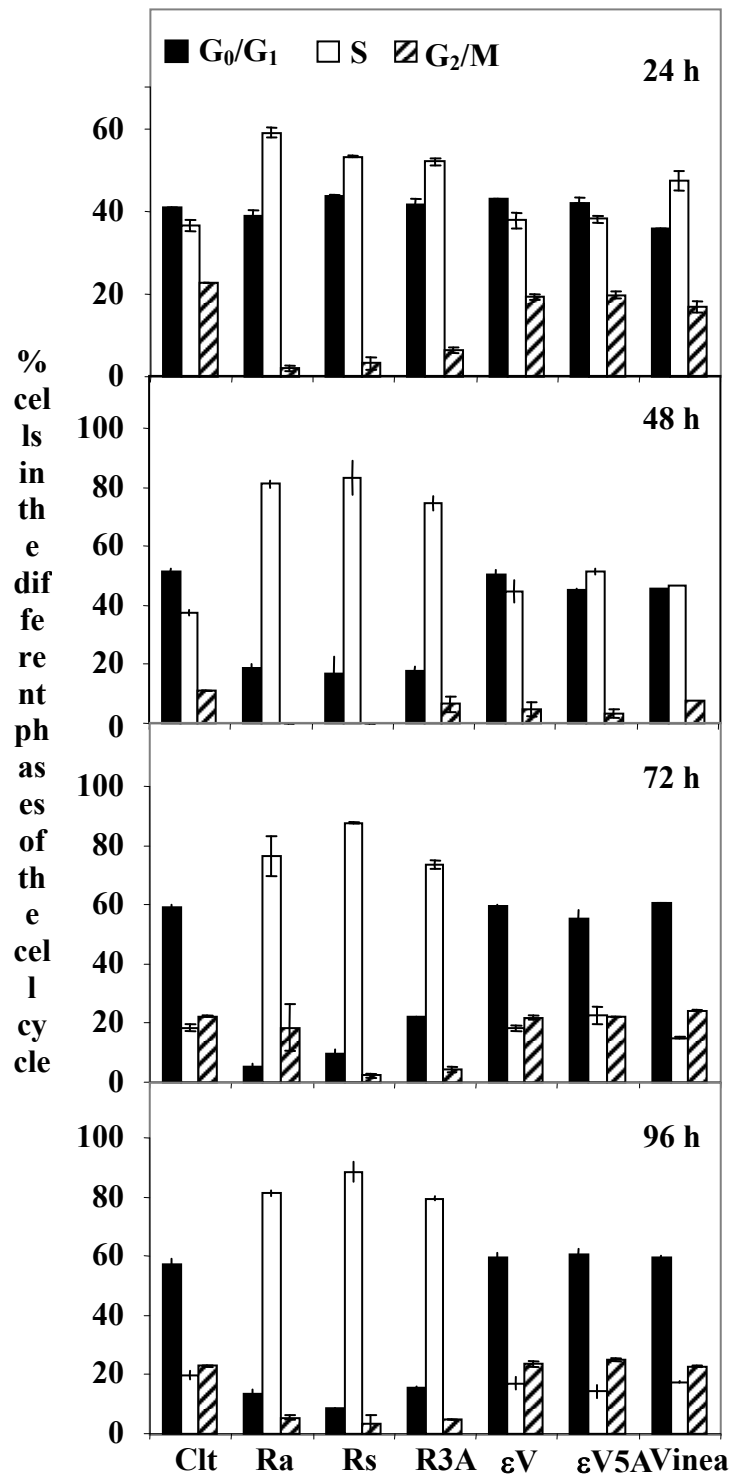 G₀/G₁ S G₂/M
24 h
60
40
20
0
48 h
100
80
60
40
20
0
72 h
100
80
60
40
20
0
96 h
100
80
60
40
20
0
%
cel
ls
in
th
e
dif
fe
re
nt
ph
as
es
of
th
e
cel
l
cy
cle
Clt Ra Rs R3A εV εV5A Vinea